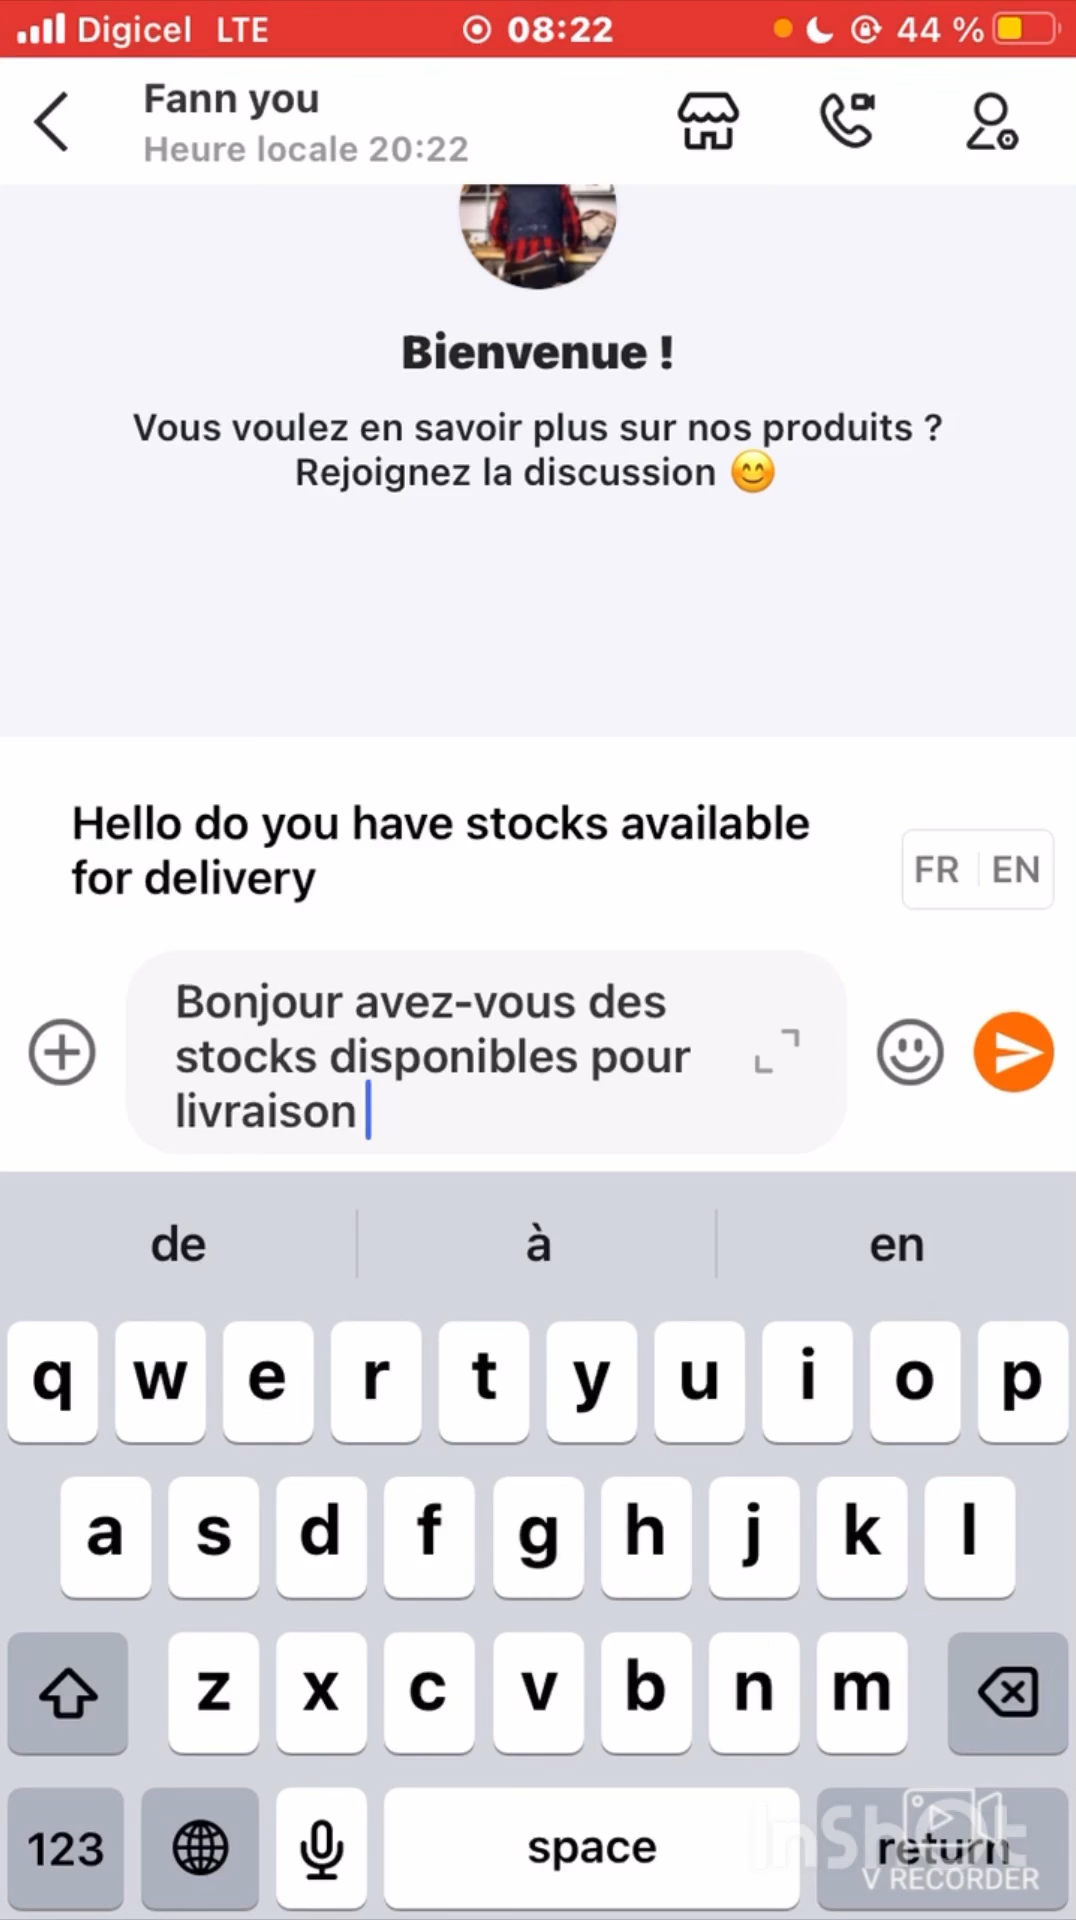 Digicel LTE 08:22 44 %
Fann you
Heure locale 20:22
Bienvenue !
Vous voulez en savoir plus sur nos produits ?
Rejoignez la discussion 😊
Hello do you have stocks available
for delivery
FR | EN
Bonjour avez-vous des
stocks disponibles pour
livraison
de à en
q w e r t y u i o p
a s d f g h j k l
z x c v b n m
123 space return
InShot
V RECORDER